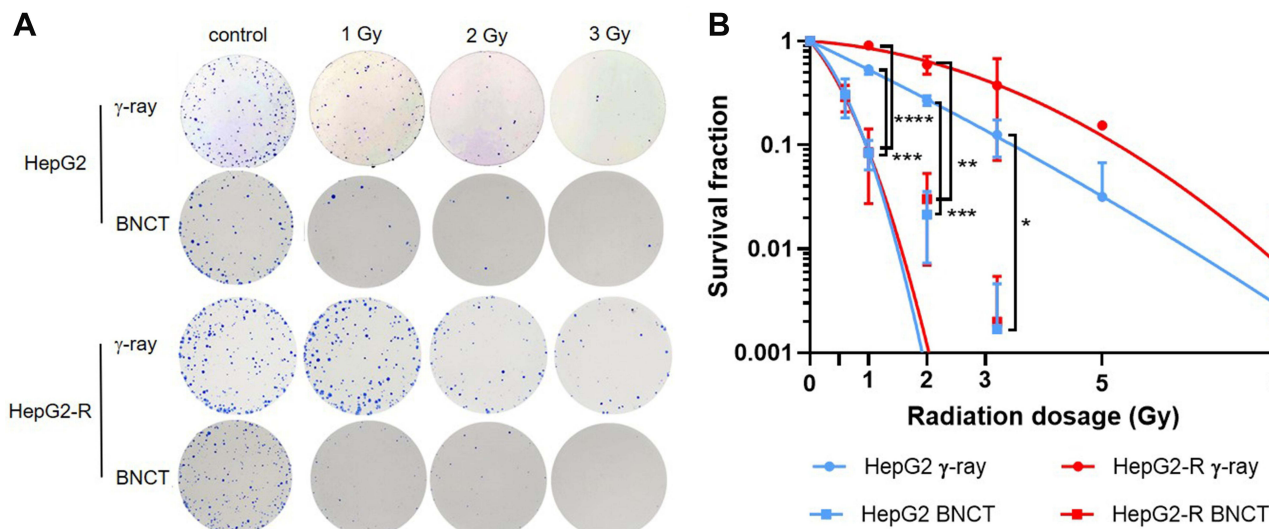 A
control
1 Gy
2 Gy
3 Gy
HepG2
γ-ray
BNCT
HepG2-R
γ-ray
BNCT
B
Survival fraction
1
0.1
0.01
0.001
0
1
2
3
5
Radiation dosage (Gy)
****
***
**
***
*
HepG2 γ-ray
HepG2-R γ-ray
HepG2 BNCT
HepG2-R BNCT